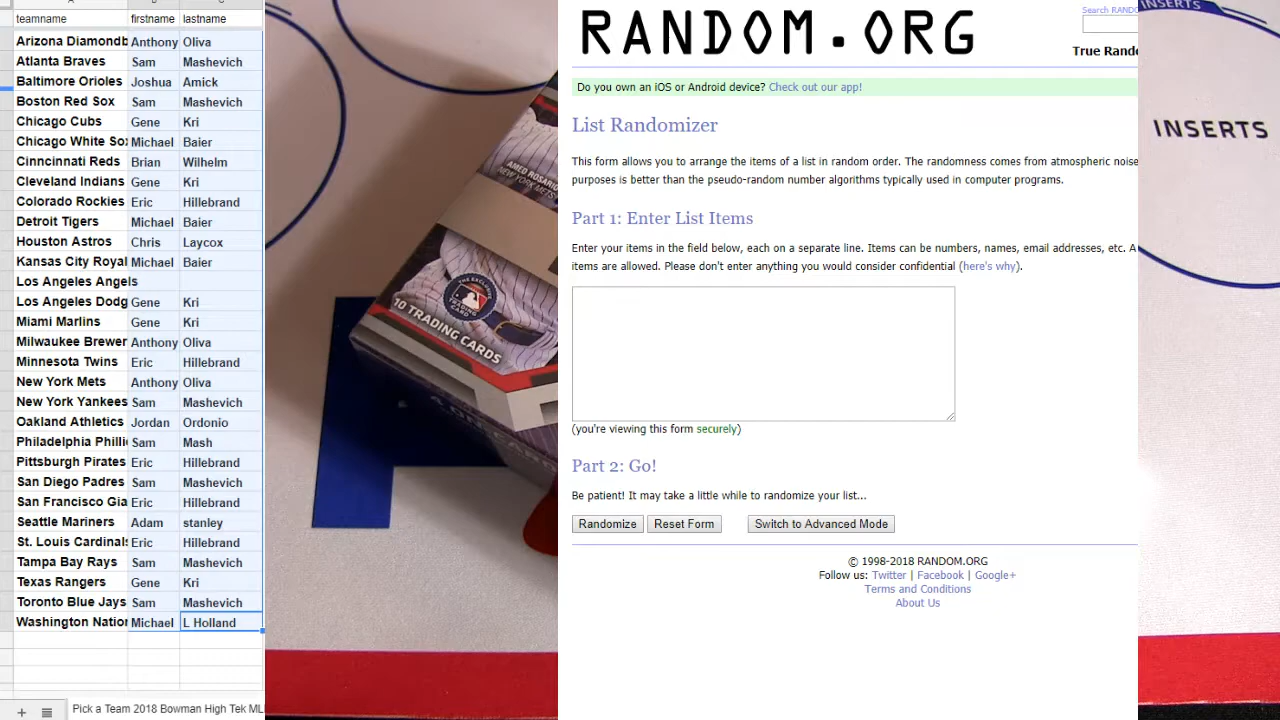 teamname firstname lastname
Arizona Diamondb Anthony Oliva
Atlanta Braves Sam Mashevich
Baltimore Orioles Joshua Amick
Boston Red Sox Sam Mashevich
Chicago Cubs Gene Kri
Chicago White Sox Michael Baier
Cinncinnati Reds Brian Wilhelm
Cleveland Indians Gene Kri
Colorado Rockies Eric Hillebrand
Detroit Tigers Michael Baier
Houston Astros Chris Laycox
Kansas City Royal Michael Baier
Los Angeles Angels
Los Angeles Dodg Gene Kri
Miami Marlins Gene Kri
Milwaukee Brewer Anthony Oliva
Minnesota Twins Eric Hillebrand
New York Mets Anthony Oliva
New York Yankees Sam Mashevich
Oakland Athletics Jordan Ordonio
Philadelphia Philli Sam Mash
Pittsburgh Pirates Eric Hillebrand
San Diego Padres Sam Mashevich
San Francisco Gia Eric Hillebrand
Seattle Mariners Adam stanley
St. Louis Cardinals Eric Hillebrand
Tampa Bay Rays Sam Mashevich
Texas Rangers Gene Kri
Toronto Blue Jays Sam Mashevich
Washington Nation Michael L Holland
Pick a Team 2018 Bowman High Tek ML
AMED ROSARIO
NEW YORK METS
10 TRADING CARDS
RANDOM.ORG
Search RANDO
True Rando
Do you own an iOS or Android device? Check out our app!
List Randomizer
This form allows you to arrange the items of a list in random order. The randomness comes from atmospheric noise
purposes is better than the pseudo-random number algorithms typically used in computer programs.
Part 1: Enter List Items
Enter your items in the field below, each on a separate line. Items can be numbers, names, email addresses, etc. A
items are allowed. Please don't enter anything you would consider confidential (here's why).
(you're viewing this form securely)
Part 2: Go!
Be patient! It may take a little while to randomize your list...
Randomize Reset Form Switch to Advanced Mode
© 1998-2018 RANDOM.ORG
Follow us: Twitter | Facebook | Google+
Terms and Conditions
About Us
INSERTS
INSERTS